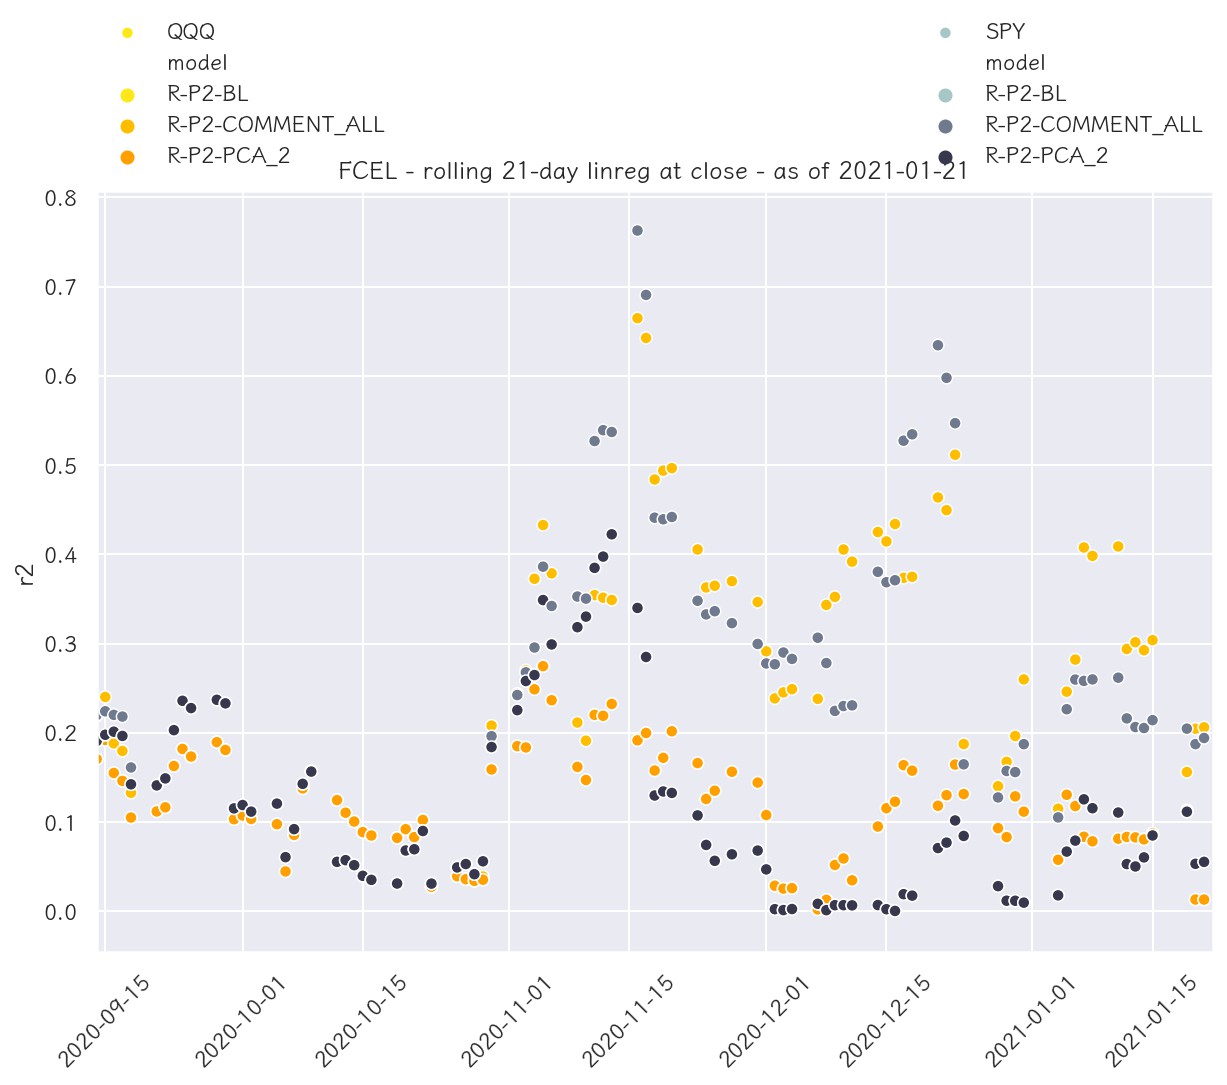 QQQ
model
R-P2-BL
R-P2-COMMENT_ALL
R-P2-PCA_2
SPY
model
R-P2-BL
R-P2-COMMENT_ALL
R-P2-PCA_2
FCEL - rolling 21-day linreg at close - as of 2021-01-21
0.8
0.7
0.6
0.5
0.4
0.3
0.2
0.1
0.0
r2
2020-09-15
2020-10-01
2020-10-15
2020-11-01
2020-11-15
2020-12-01
2020-12-15
2021-01-01
2021-01-15